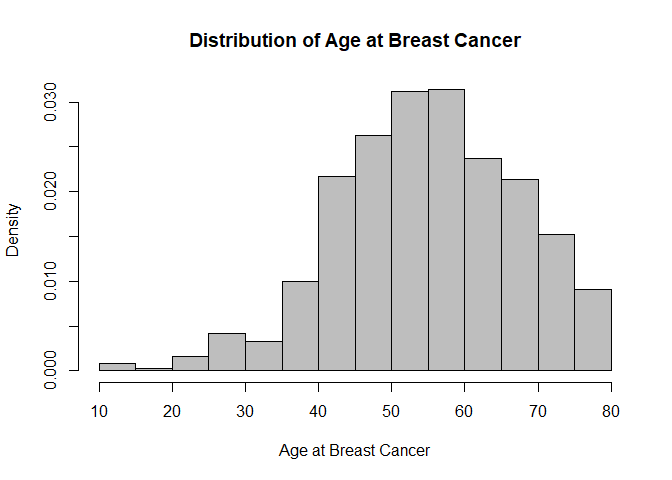 Distribution of Age at Breast Cancer
Density
0.030
0.020
0.010
0.000
10 20 30 40 50 60 70 80
Age at Breast Cancer